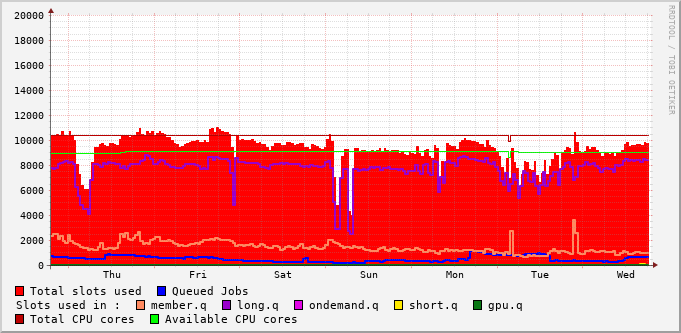 20000
18000
16000
14000
12000
10000
8000
6000
4000
2000
0
Thu Fri Sat Sun Mon Tue Wed
Total slots used Queued Jobs
Slots used in : member.q long.q ondemand.q short.q gpu.q
Total CPU cores Available CPU cores
RRDTOOL / TOBI OETIKER